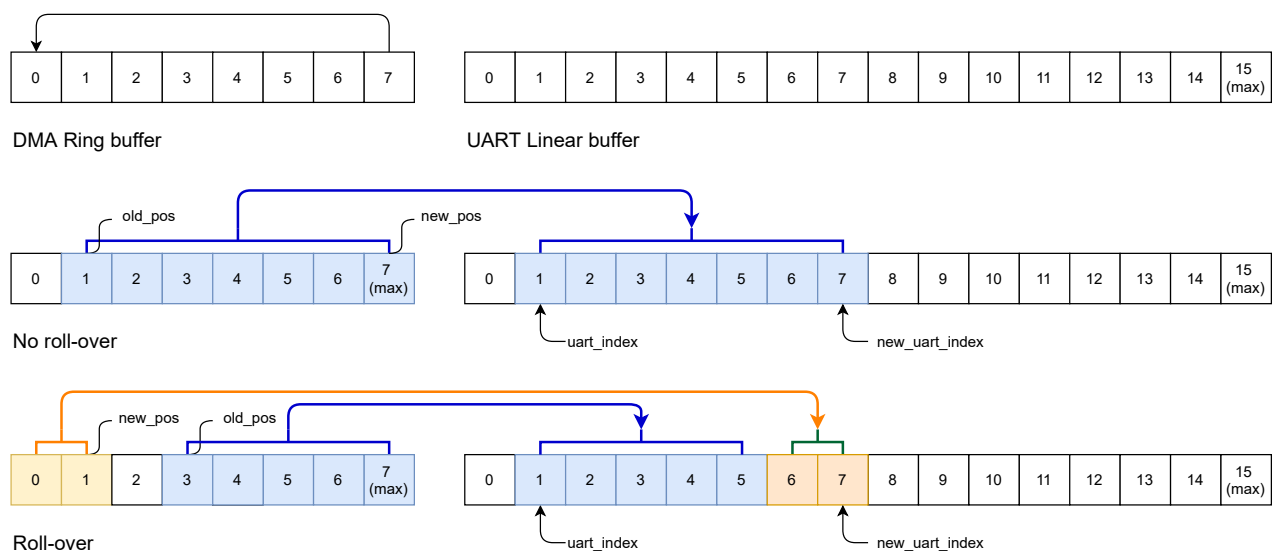 0 1 2 3 4 5 6 7
0 1 2 3 4 5 6 7 8 9 10 11 12 13 14 15
(max)
DMA Ring buffer
UART Linear buffer
old_pos
new_pos
0 1 2 3 4 5 6 7
(max)
0 1 2 3 4 5 6 7 8 9 10 11 12 13 14 15
(max)
No roll-over
uart_index
new_uart_index
new_pos
old_pos
0 1 2 3 4 5 6 7
(max)
0 1 2 3 4 5 6 7 8 9 10 11 12 13 14 15
(max)
Roll-over
uart_index
new_uart_index